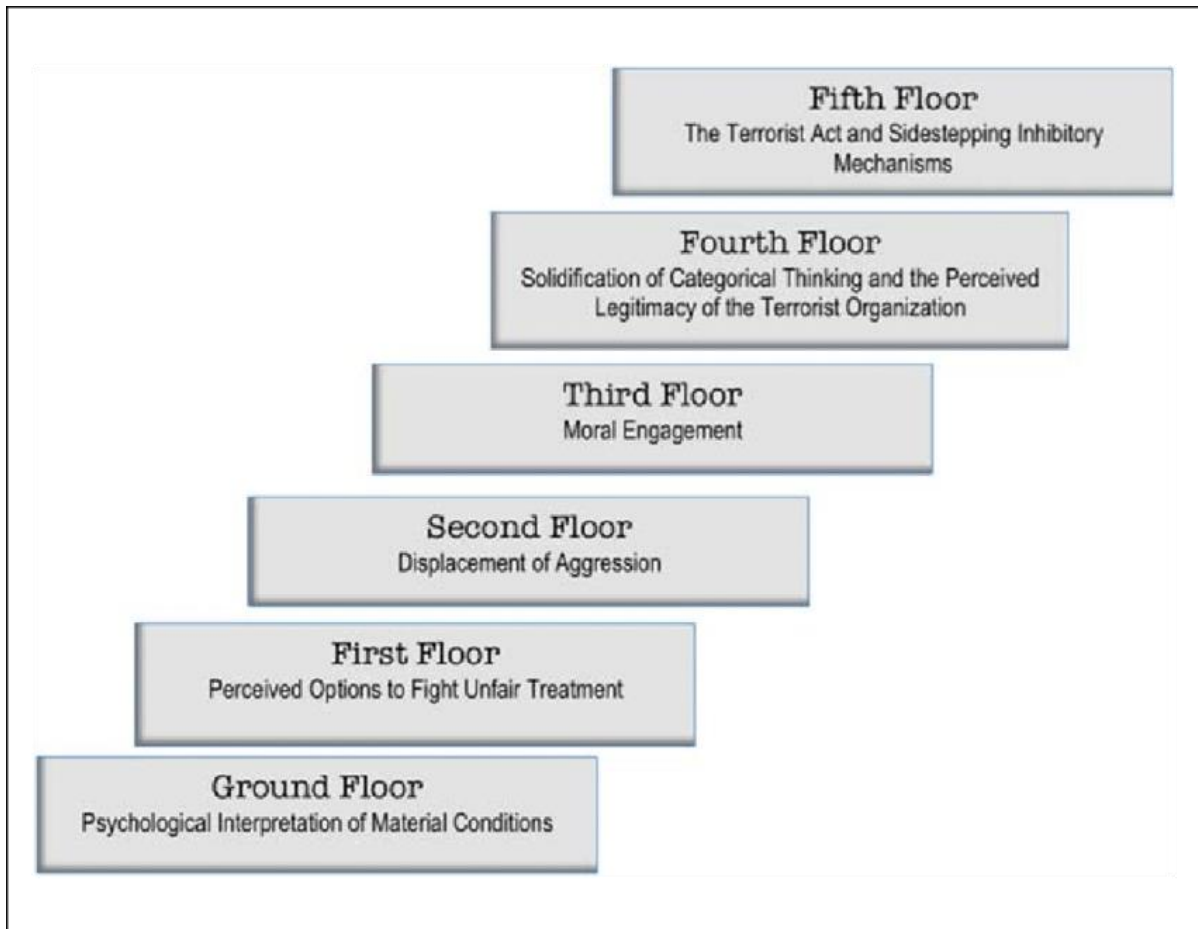 Fifth Floor
The Terrorist Act and Sidestepping Inhibitory
Mechanisms
Fourth Floor
Solidification of Categorical Thinking and the Perceived
Legitimacy of the Terrorist Organization
Third Floor
Moral Engagement
Second Floor
Displacement of Aggression
First Floor
Perceived Options to Fight Unfair Treatment
Ground Floor
Psychological Interpretation of Material Conditions